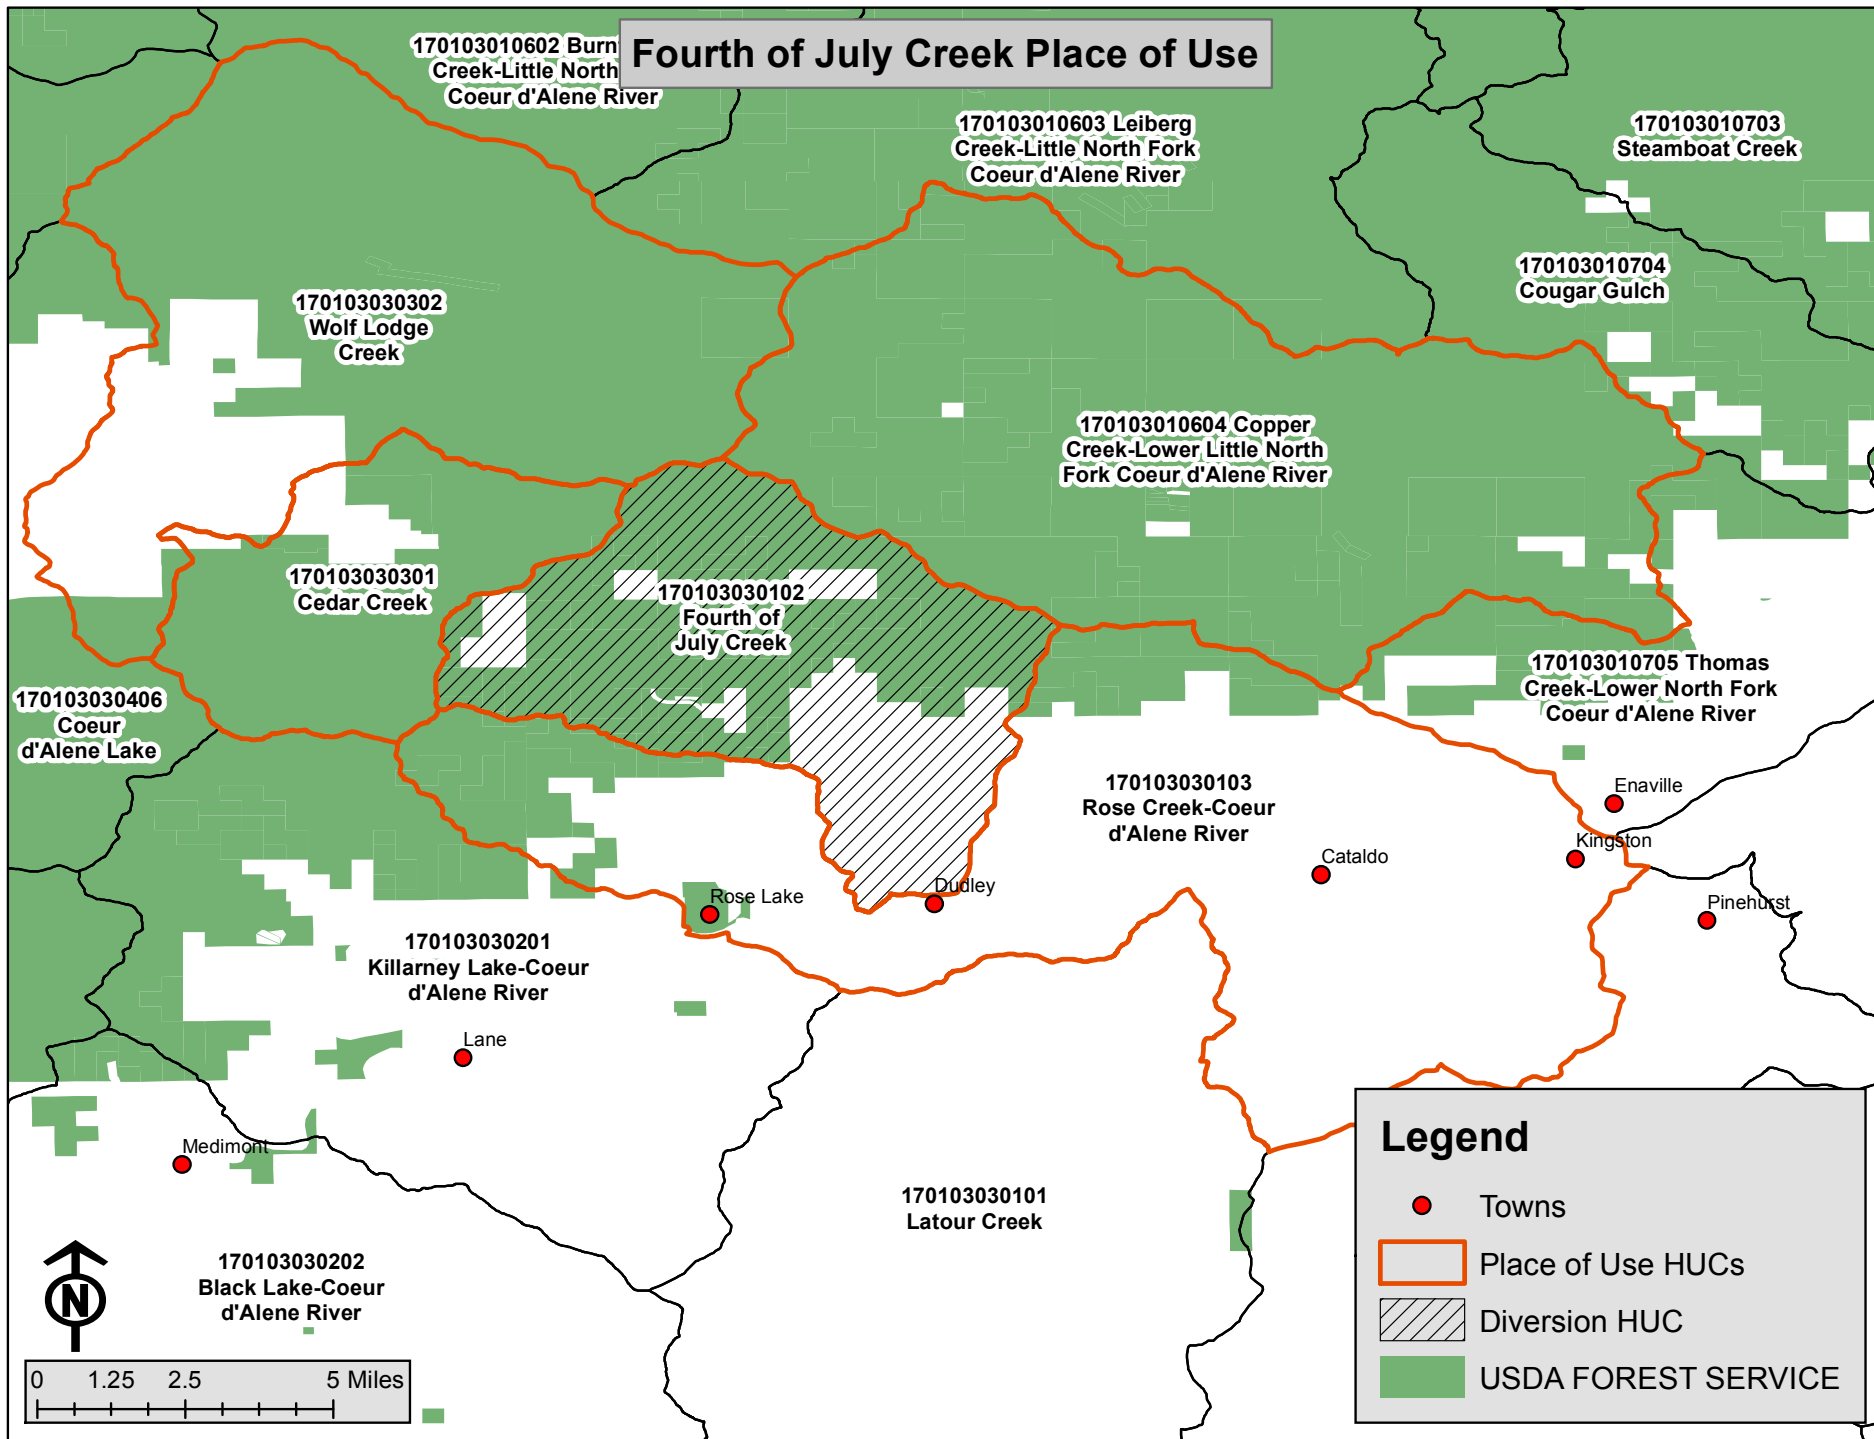 Fourth of July Creek Place of Use
170103010602
Creek-Little North
Coeur d'Alene River
170103010603 Leiberg
Creek-Little North Fork
Coeur d'Alene River
170103010703
Steamboat Creek
170103010704
Cougar Gulch
170103030302
Wolf Lodge
Creek
170103010604 Copper
Creek-Lower Little North
Fork Coeur d'Alene River
170103030301
Cedar Creek
170103030102
Fourth of
July Creek
170103010705 Thomas
Creek-Lower North Fork
Coeur d'Alene River
170103030406
Coeur
d'Alene Lake
170103030103
Rose Creek-Coeur
d'Alene River
Enaville
Kingston
Cataldo
Pinehurst
Dudley
Rose Lake
170103030201
Killarney Lake-Coeur
d'Alene River
Lane
Medimont
170103030101
Latour Creek
170103030202
Black Lake-Coeur
d'Alene River
N
0 1.25 2.5 5 Miles
Legend
Towns
Place of Use HUCs
Diversion HUC
USDA FOREST SERVICE